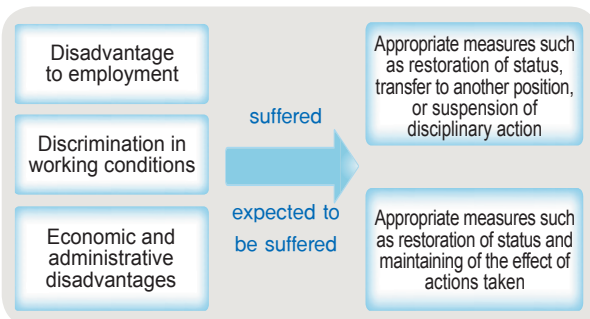 Disadvantage
to employment
Discrimination in
working conditions
Economic and
administrative
disadvantages
suffered
expected to
be suffered
Appropriate measures such
as restoration of status,
transfer to another position,
or suspension of
disciplinary action
Appropriate measures such
as restoration of status and
maintaining of the effect of
actions taken